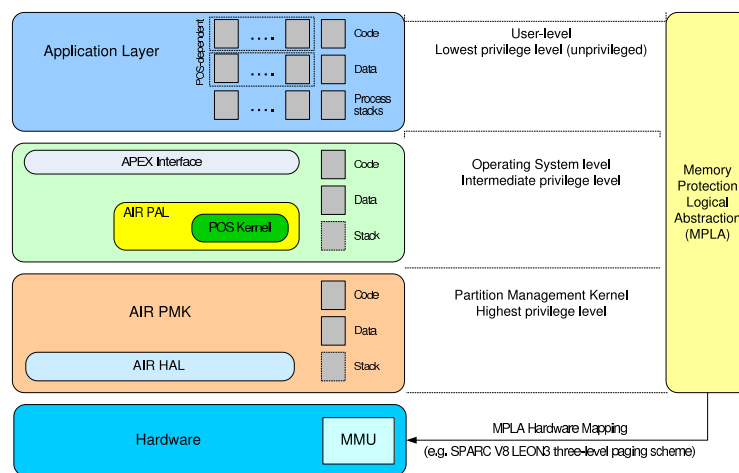 Application Layer
POS-dependent
....
Code
....
Data
....
Process
stacks
User-level
Lowest privilege level (unprivileged)
APEX Interface
AIR PAL
POS Kernell
Code
Data
Stack
Operating System level
Intermediate privilege level
Memory
Protection
Logical
Abstraction
(MPLA)
AIR PMK
AIR HAL
Code
Data
Stack
Partition Management Kernel
Highest privilege level
Hardware
MMU
MPLA Hardware Mapping
(e.g. SPARC V8 LEON3 three-level paging scheme)